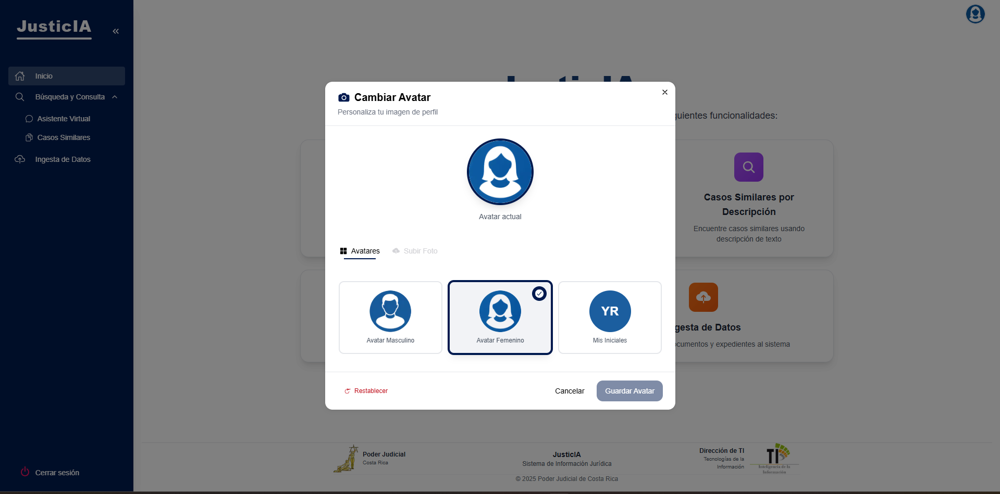 JusticIA
Inicio
Búsqueda y Consulta
Asistente Virtual
Casos Similares
Ingesta de Datos
Cerrar sesión
Cambiar Avatar
Personaliza tu imagen de perfil
Avatar actual
Avatares
Subir Foto
Avatar Masculino
Avatar Femenino
YR
Mis Iniciales
Restablecer
Cancelar
Guardar Avatar
guientes funcionalidades:
Casos Similares por
Descripción
Encuentre casos similares usando
descripción de texto
gesta de Datos
ocumentos y expedientes al sistema
Poder Judicial
Costa Rica
JusticIA
Sistema de Información Jurídica
© 2025 Poder Judicial de Costa Rica
Dirección de TI
Tecnologías de la
Información
TI
Inteligencia de la
Información